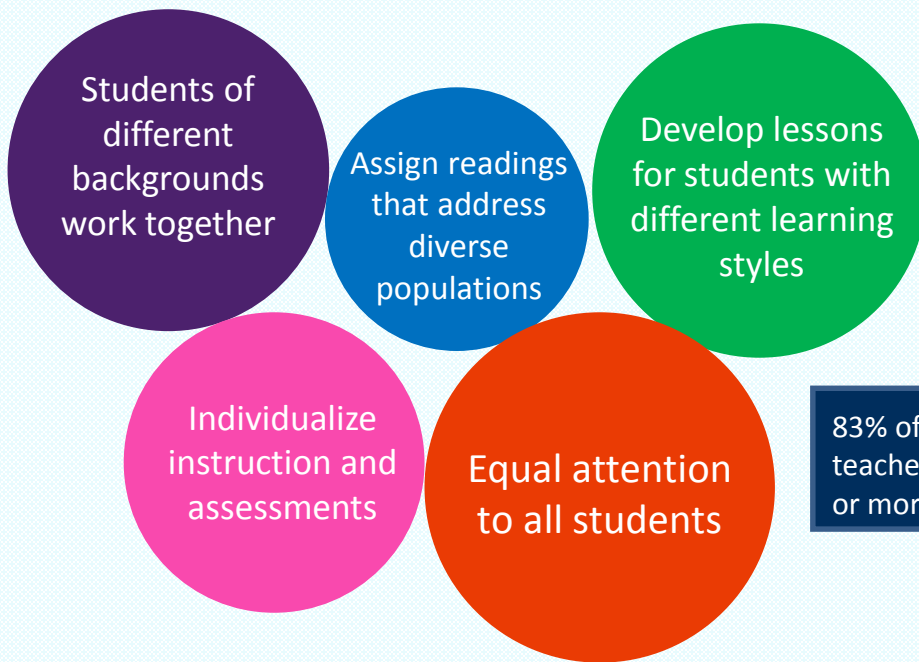 Students of
different
backgrounds
work together
Assign readings
that address
diverse
populations
Develop lessons
for students with
different learning
styles
Individualize
instruction and
assessments
Equal attention
to all students
83% of
teache
or mor